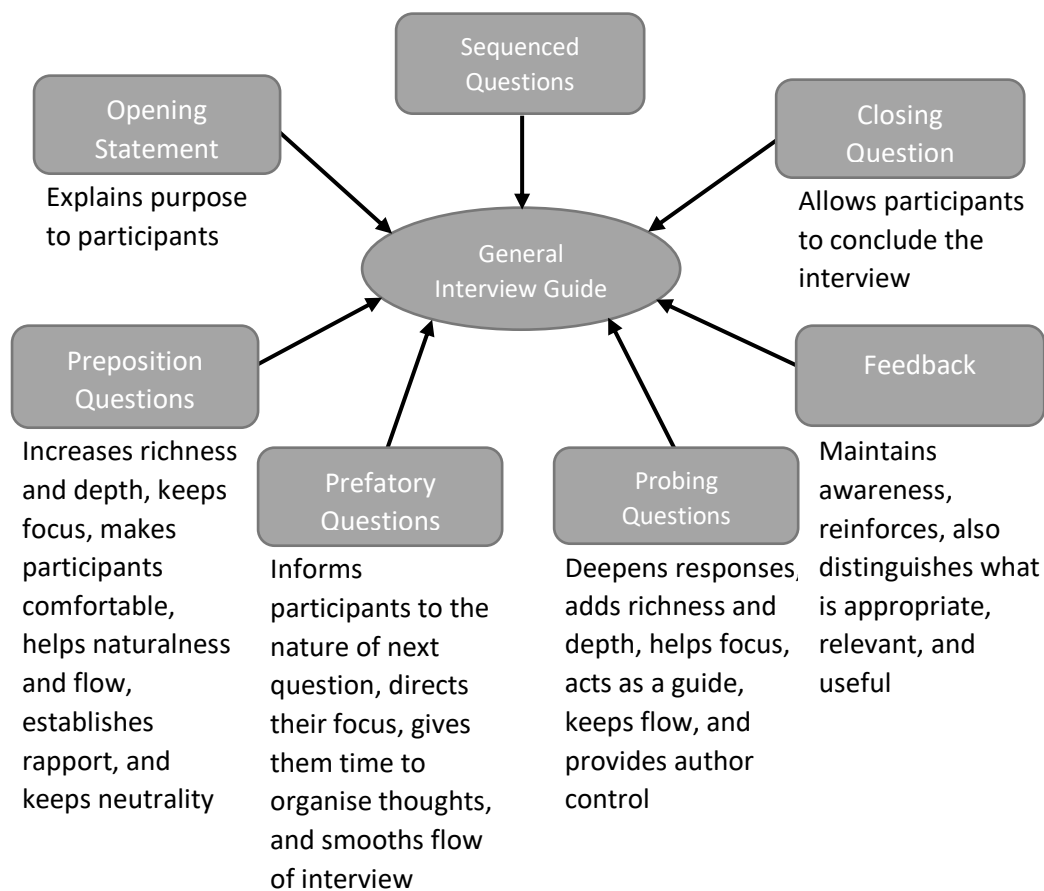 Sequenced
Questions
Opening
Statement
Explains purpose
to participants
Closing
Question
Allows participants
to conclude the
interview
General
Interview Guide
Preposition
Questions
Increases richness
and depth, keeps
focus, makes
participants
comfortable,
helps naturalness
and flow,
establishes
rapport, and
keeps neutrality
Prefatory
Questions
Informs
participants to the
nature of next
question, directs
their focus, gives
them time to
organise thoughts,
and smooths flow
of interview
Probing
Questions
Deepens responses,
adds richness and
depth, helps focus,
acts as a guide,
keeps flow, and
provides author
control
Feedback
Maintains
awareness,
reinforces, also
distinguishes what
is appropriate,
relevant, and
useful